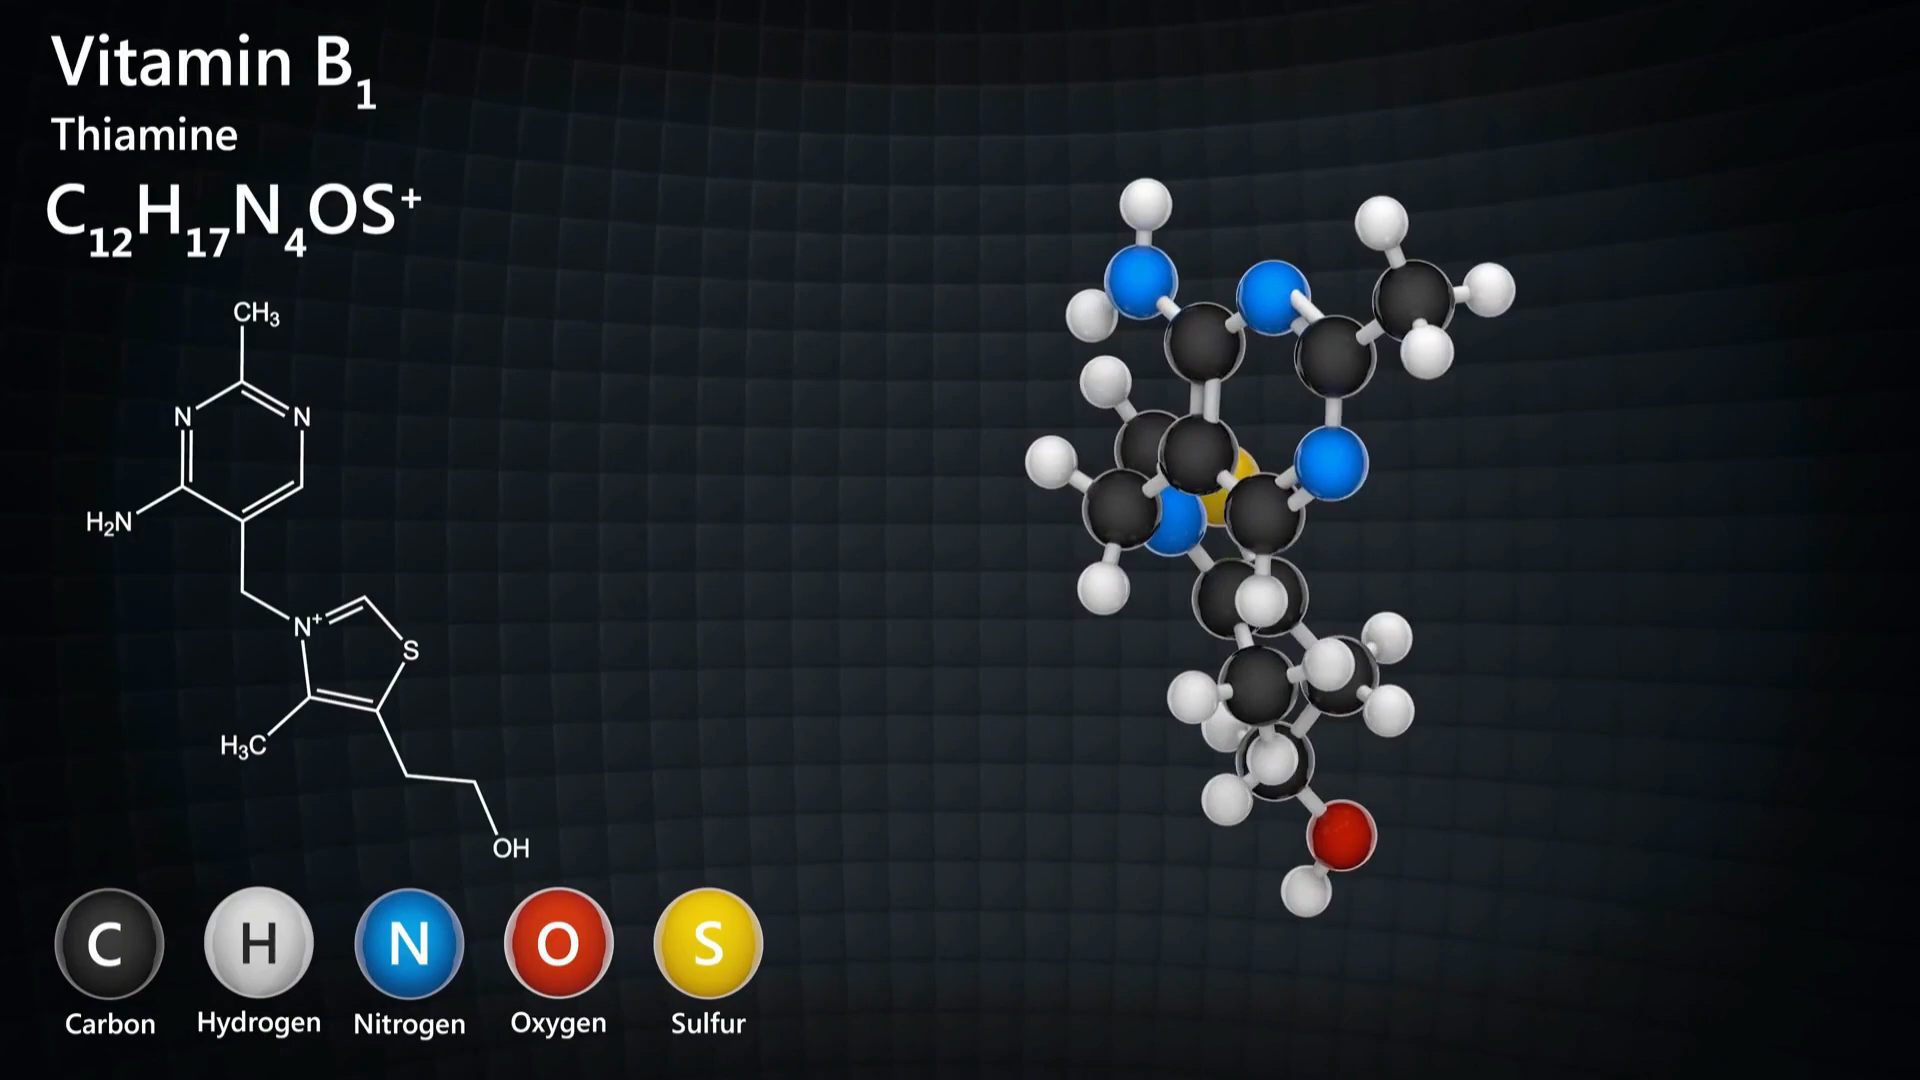 Vitamin B₁
Thiamine
C₁₂H₁₇N₄OS⁺
CH₃
N
N
H₂N
N⁺
S
H₃C
OH
C
H
N
O
S
Carbon
Hydrogen
Nitrogen
Oxygen
Sulfur